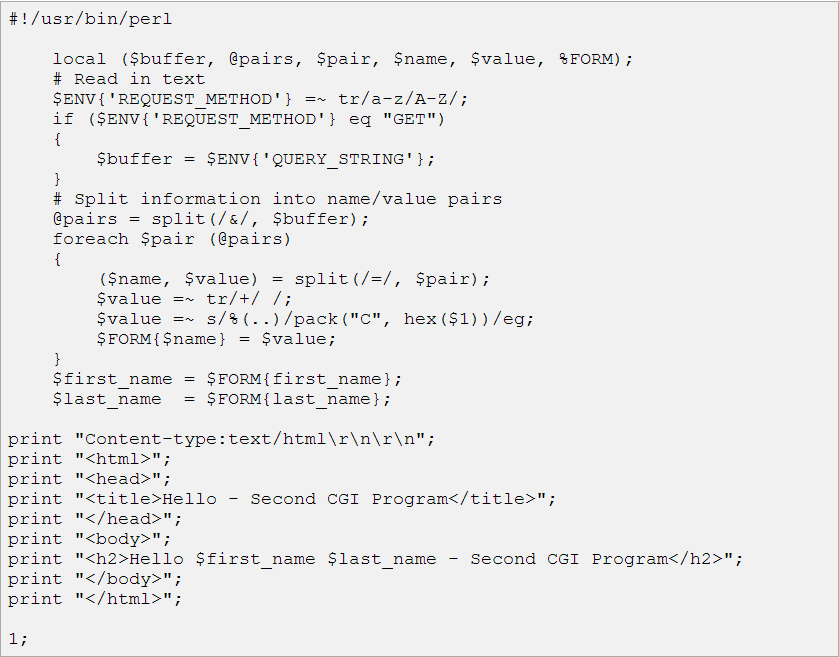 #!/usr/bin/perl

    local ($buffer, @pairs, $pair, $name, $value, %FORM);
    # Read in text
    $ENV{'REQUEST_METHOD'} =~ tr/a-z/A-Z/;
    if ($ENV{'REQUEST_METHOD'} eq "GET")
    {
        $buffer = $ENV{'QUERY_STRING'};
    }
    # Split information into name/value pairs
    @pairs = split(/&/, $buffer);
    foreach $pair (@pairs)
    {
        ($name, $value) = split(/=/, $pair);
        $value =~ tr/+/ /;
        $value =~ s/%(..)/pack("C", hex($1))/eg;
        $FORM{$name} = $value;
    }
    $first_name = $FORM{first_name};
    $last_name  = $FORM{last_name};

print "Content-type:text/html\r\n\r\n";
print "<html>";
print "<head>";
print "<title>Hello - Second CGI Program</title>";
print "</head>";
print "<body>";
print "<h2>Hello $first_name $last_name - Second CGI Program</h2>";
print "</body>";
print "</html>";

1;